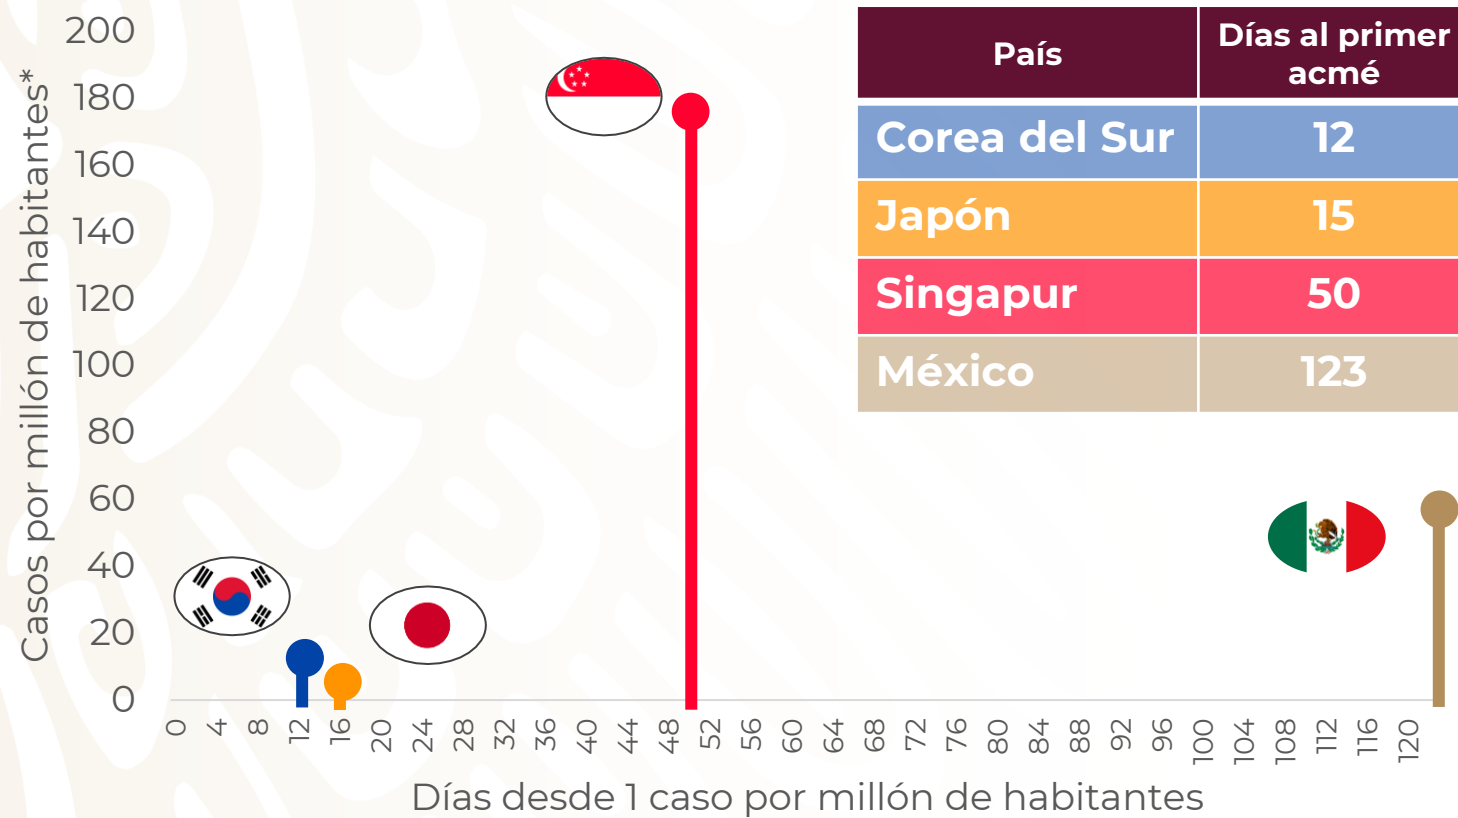 Casos por millón de habitantes*
200
180
160
140
120
100
80
60
40
20
0
0 4 8 12 16 20 24 28 32 36 40 44 48 52 56 60 64 68 72 76 80 84 88 92 96 100 104 108 112 116 120
Días desde 1 caso por millón de habitantes
País Días al primer
acmé
Corea del Sur 12
Japón 15
Singapur 50
México 123